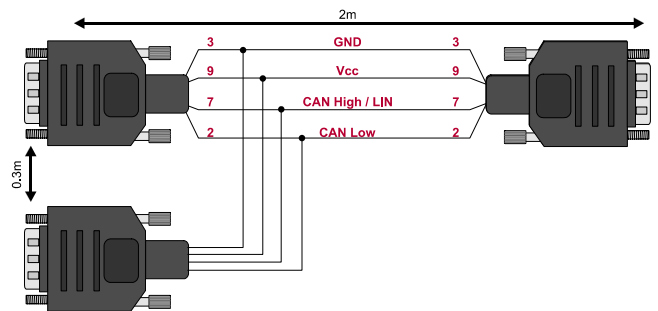 2m
3 GND 3
9 Vcc 9
7 CAN High / LIN 7
2 CAN Low 2
0.3m